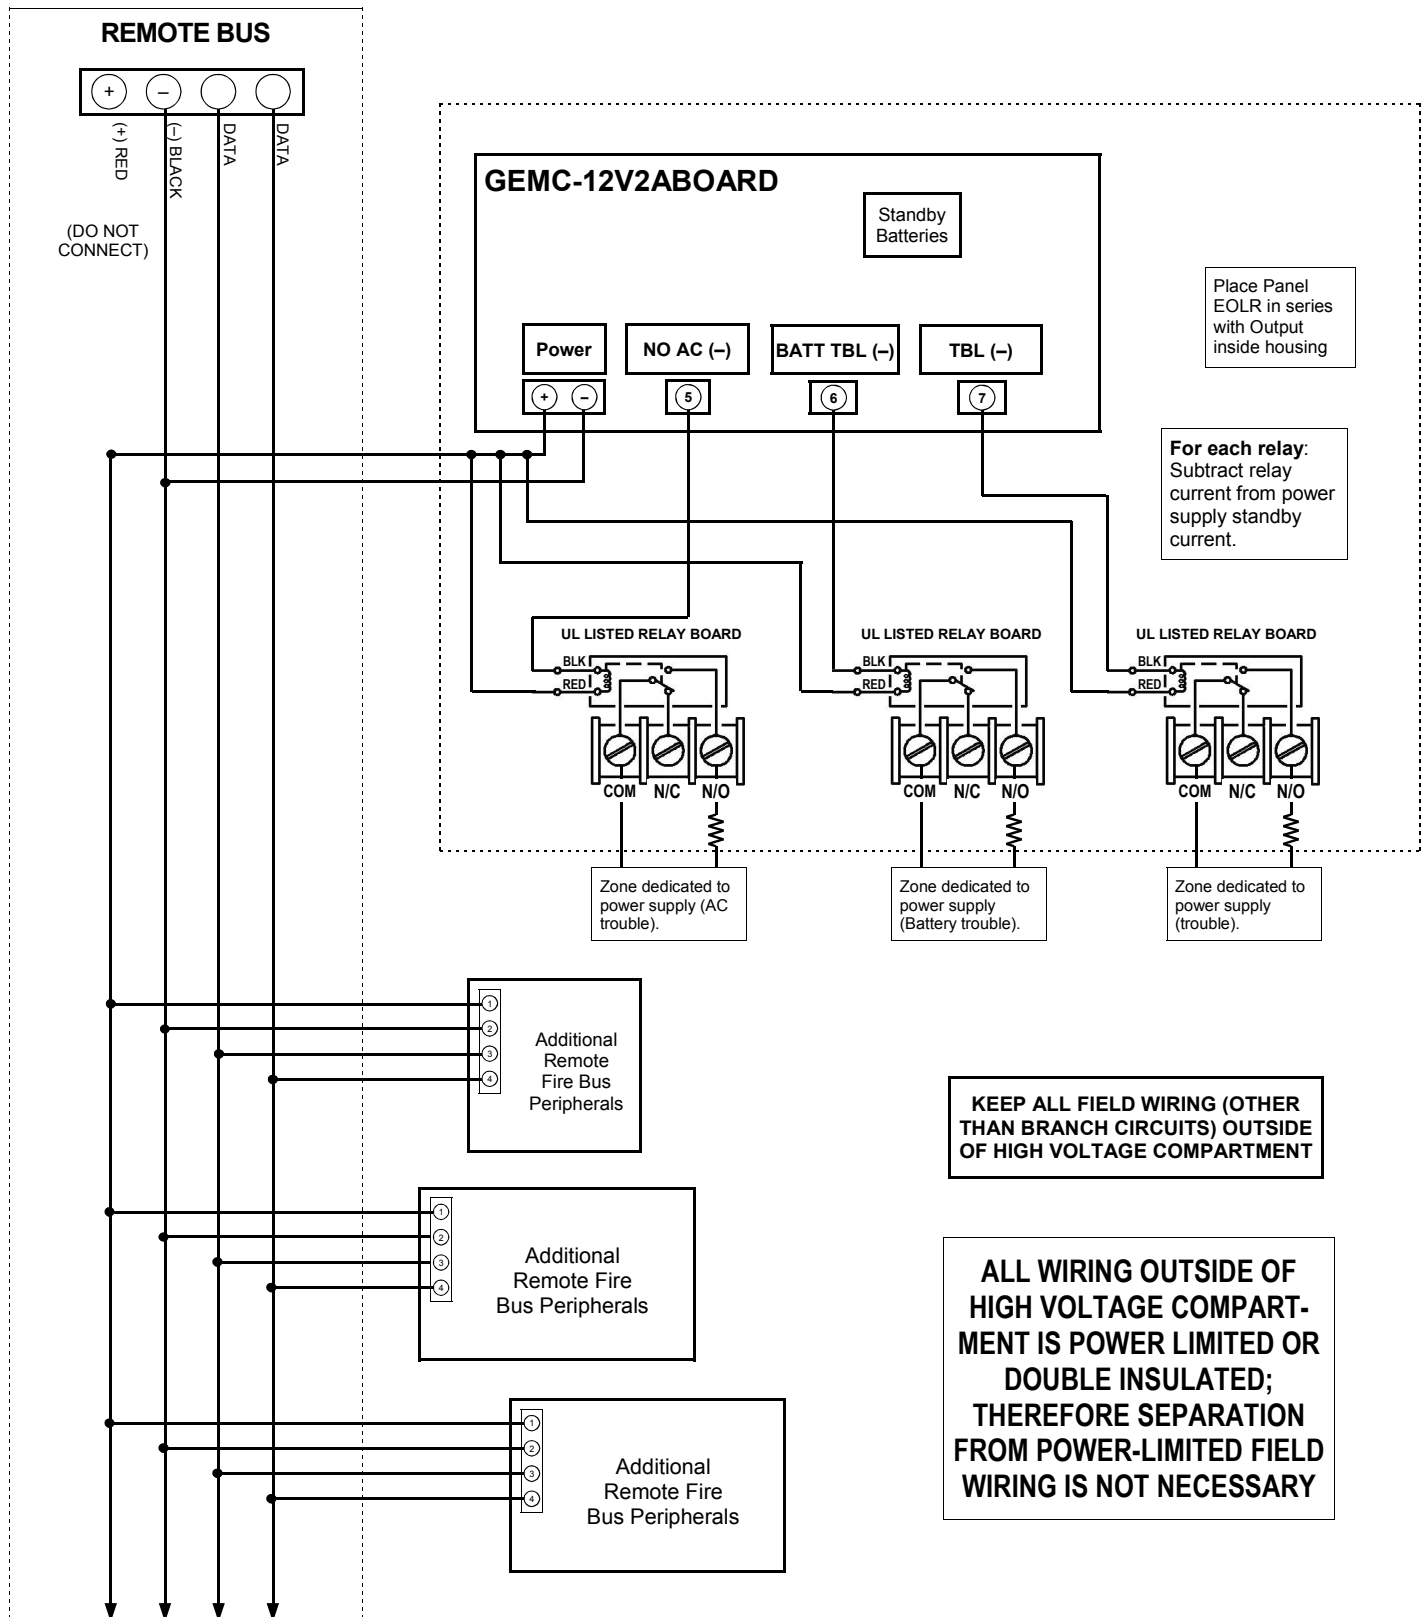 REMOTE BUS
+
–
(+) RED
(–) BLACK
DATA
DATA
(DO NOT
CONNECT)
GEMC-12V2ABOARD
Standby
Batteries
Place Panel
EOLR in series
with Output
inside housing
Power
NO AC (–)
BATT TBL (–)
TBL (–)
+
–
5
6
7
For each relay:
Subtract relay
current from power
supply standby
current.
UL LISTED RELAY BOARD
UL LISTED RELAY BOARD
UL LISTED RELAY BOARD
BLK
RED
BLK
RED
BLK
RED
COM N/C N/O
COM N/C N/O
COM N/C N/O
Zone dedicated to
power supply (AC
trouble).
Zone dedicated to
power supply
(Battery trouble).
Zone dedicated to
power supply
(trouble).
1
2
3
4
Additional
Remote
Fire Bus
Peripherals
KEEP ALL FIELD WIRING (OTHER
THAN BRANCH CIRCUITS) OUTSIDE
OF HIGH VOLTAGE COMPARTMENT
1
2
3
4
Additional
Remote Fire
Bus Peripherals
ALL WIRING OUTSIDE OF
HIGH VOLTAGE COMPART-
MENT IS POWER LIMITED OR
DOUBLE INSULATED;
THEREFORE SEPARATION
FROM POWER-LIMITED FIELD
WIRING IS NOT NECESSARY
1
2
3
4
Additional
Remote Fire
Bus Peripherals